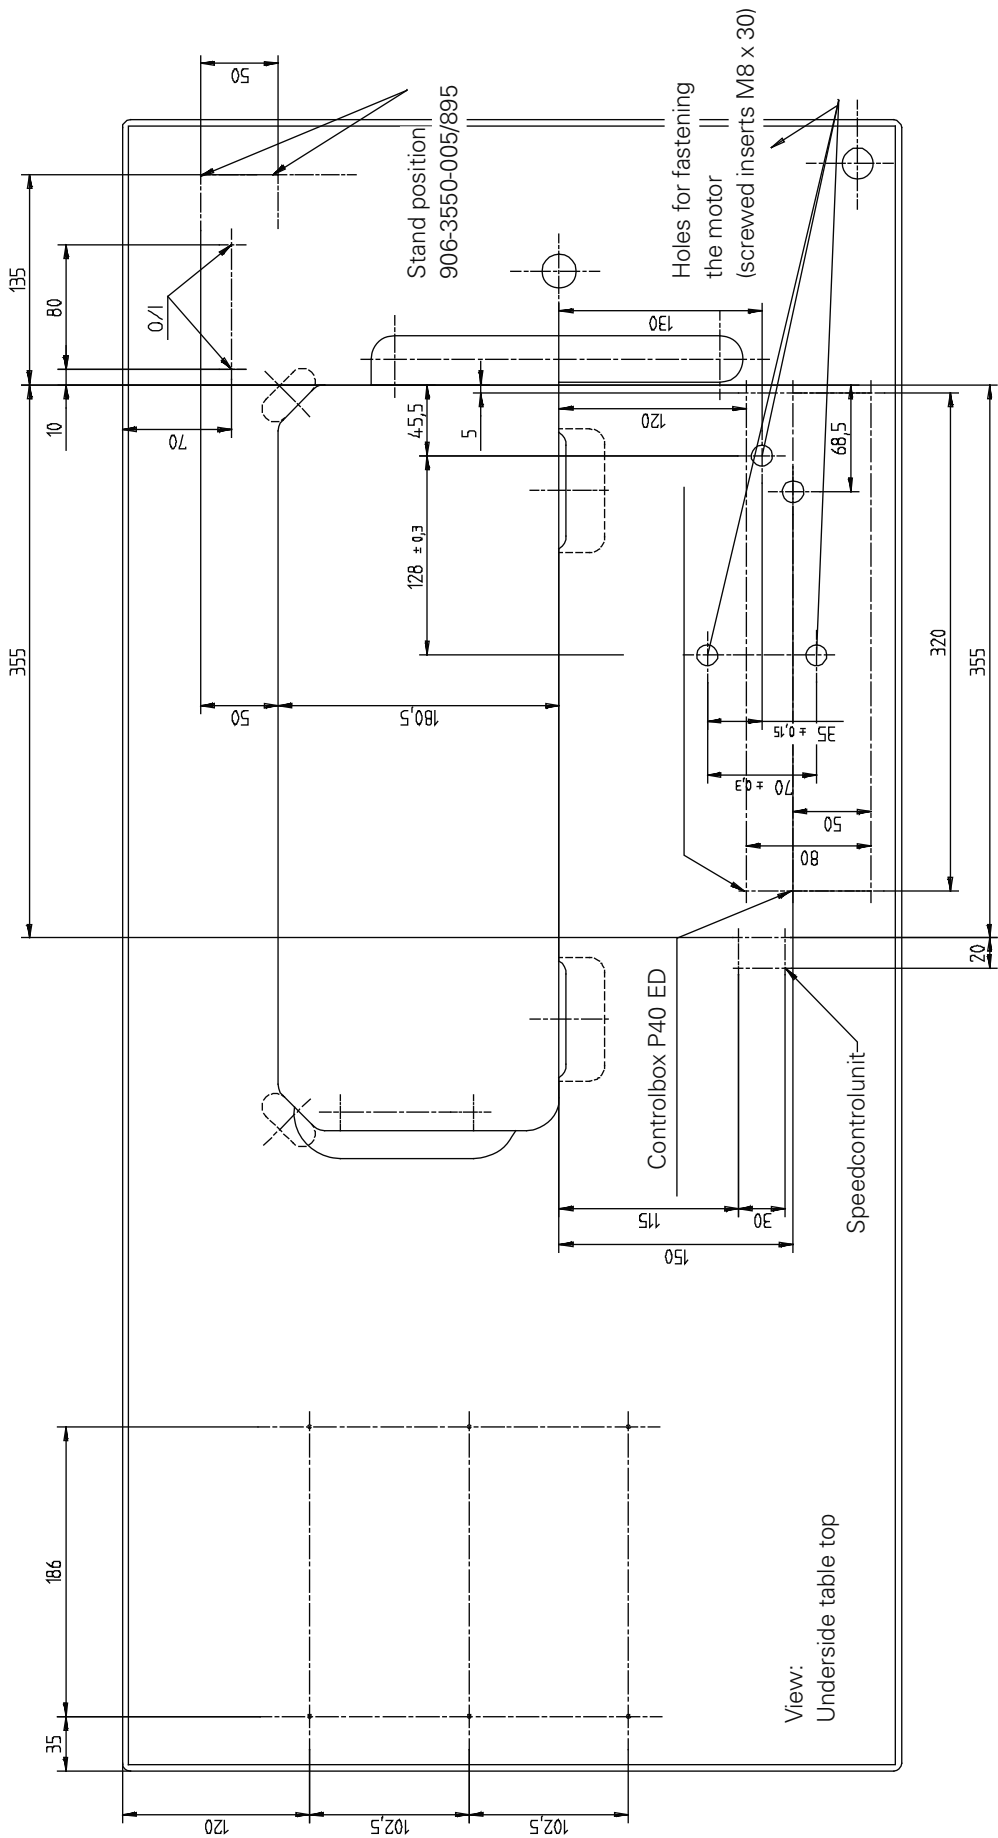 50
135
80
O/I
Stand position
906-3550-005/895
Holes for fastening
the motor
(screwed inserts M8 x 30)
10
70
130
45,5
5
120
68,5
128 ± 0,3
355
50
180,5
320
355
35 ± 0,15
70 ± 0,3
50
80
20
Controlbox P40 ED
Speedcontrolunit
115
30
150
186
35
View:
Underside table top
120
102,5
102,5